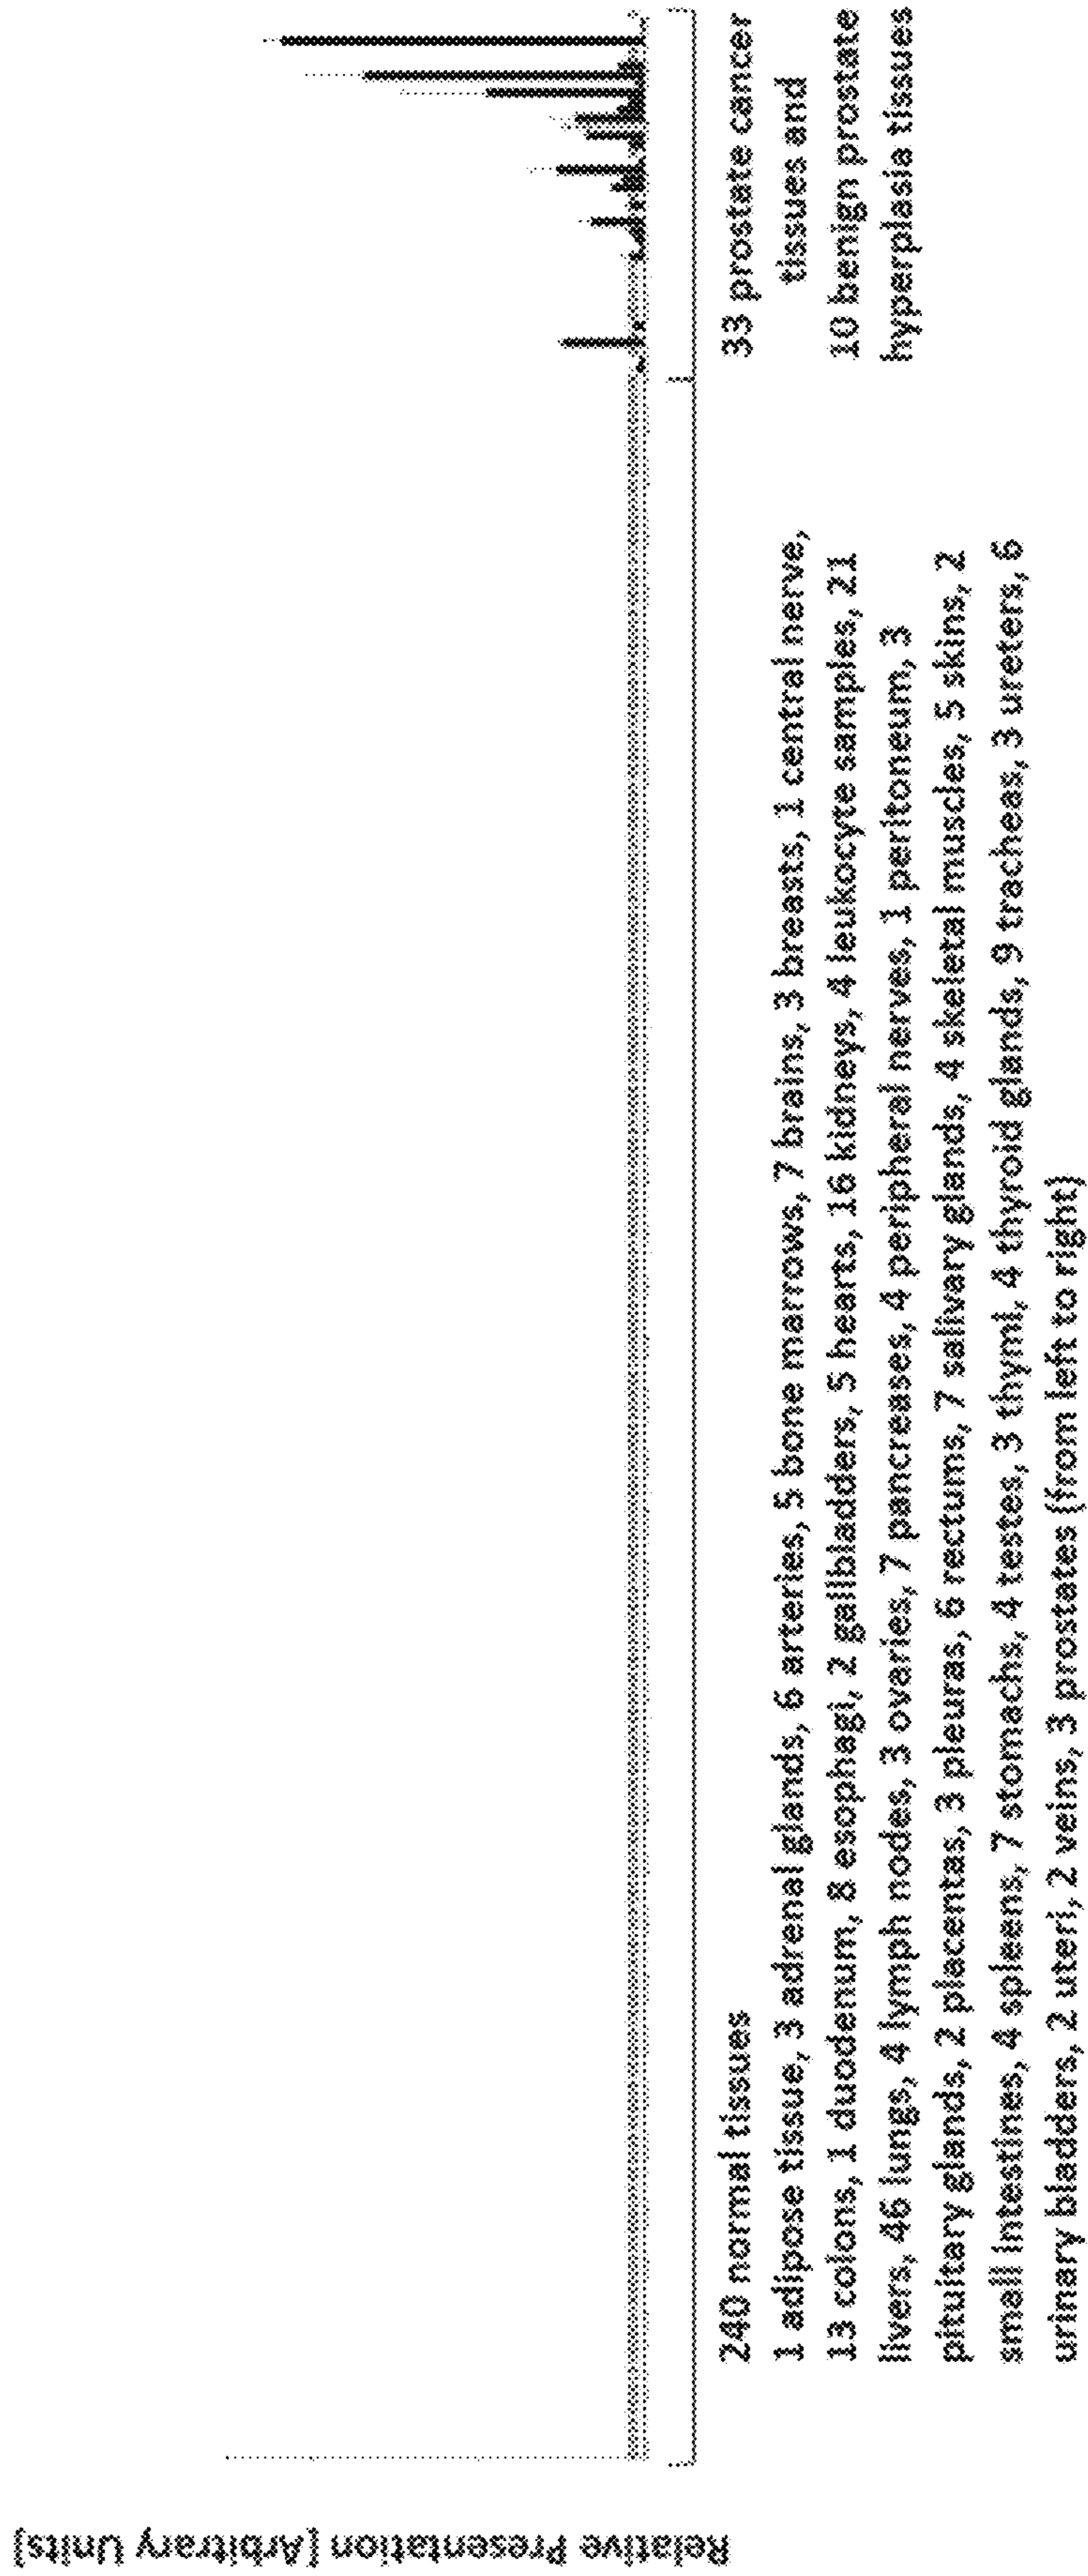 Relative Presentation [Arbitrary Units]
240 normal tissues
1 adipose tissue, 3 adrenal glands, 6 arteries, 5 bone marrows, 7 brains, 3 breasts, 1 central nerve,
13 colons, 1 duodenum, 8 esophagi, 2 gallbladders, 5 hearts, 16 kidneys, 4 leukocyte samples, 21
livers, 46 lungs, 4 lymph nodes, 3 ovaries, 7 pancreases, 4 peripheral nerves, 1 peritoneum, 3
pituitary glands, 2 placentas, 3 pleuras, 6 rectums, 7 salivary glands, 4 skeletal muscles, 5 skins, 2
small intestines, 4 spleens, 7 stomachs, 4 testes, 3 thymi, 4 thyroid glands, 9 tracheas, 3 ureters, 6
urinary bladders, 2 uteri, 2 veins, 3 prostates (from left to right)
33 prostate cancer
tissues and
10 benign prostate
hyperplasia tissues